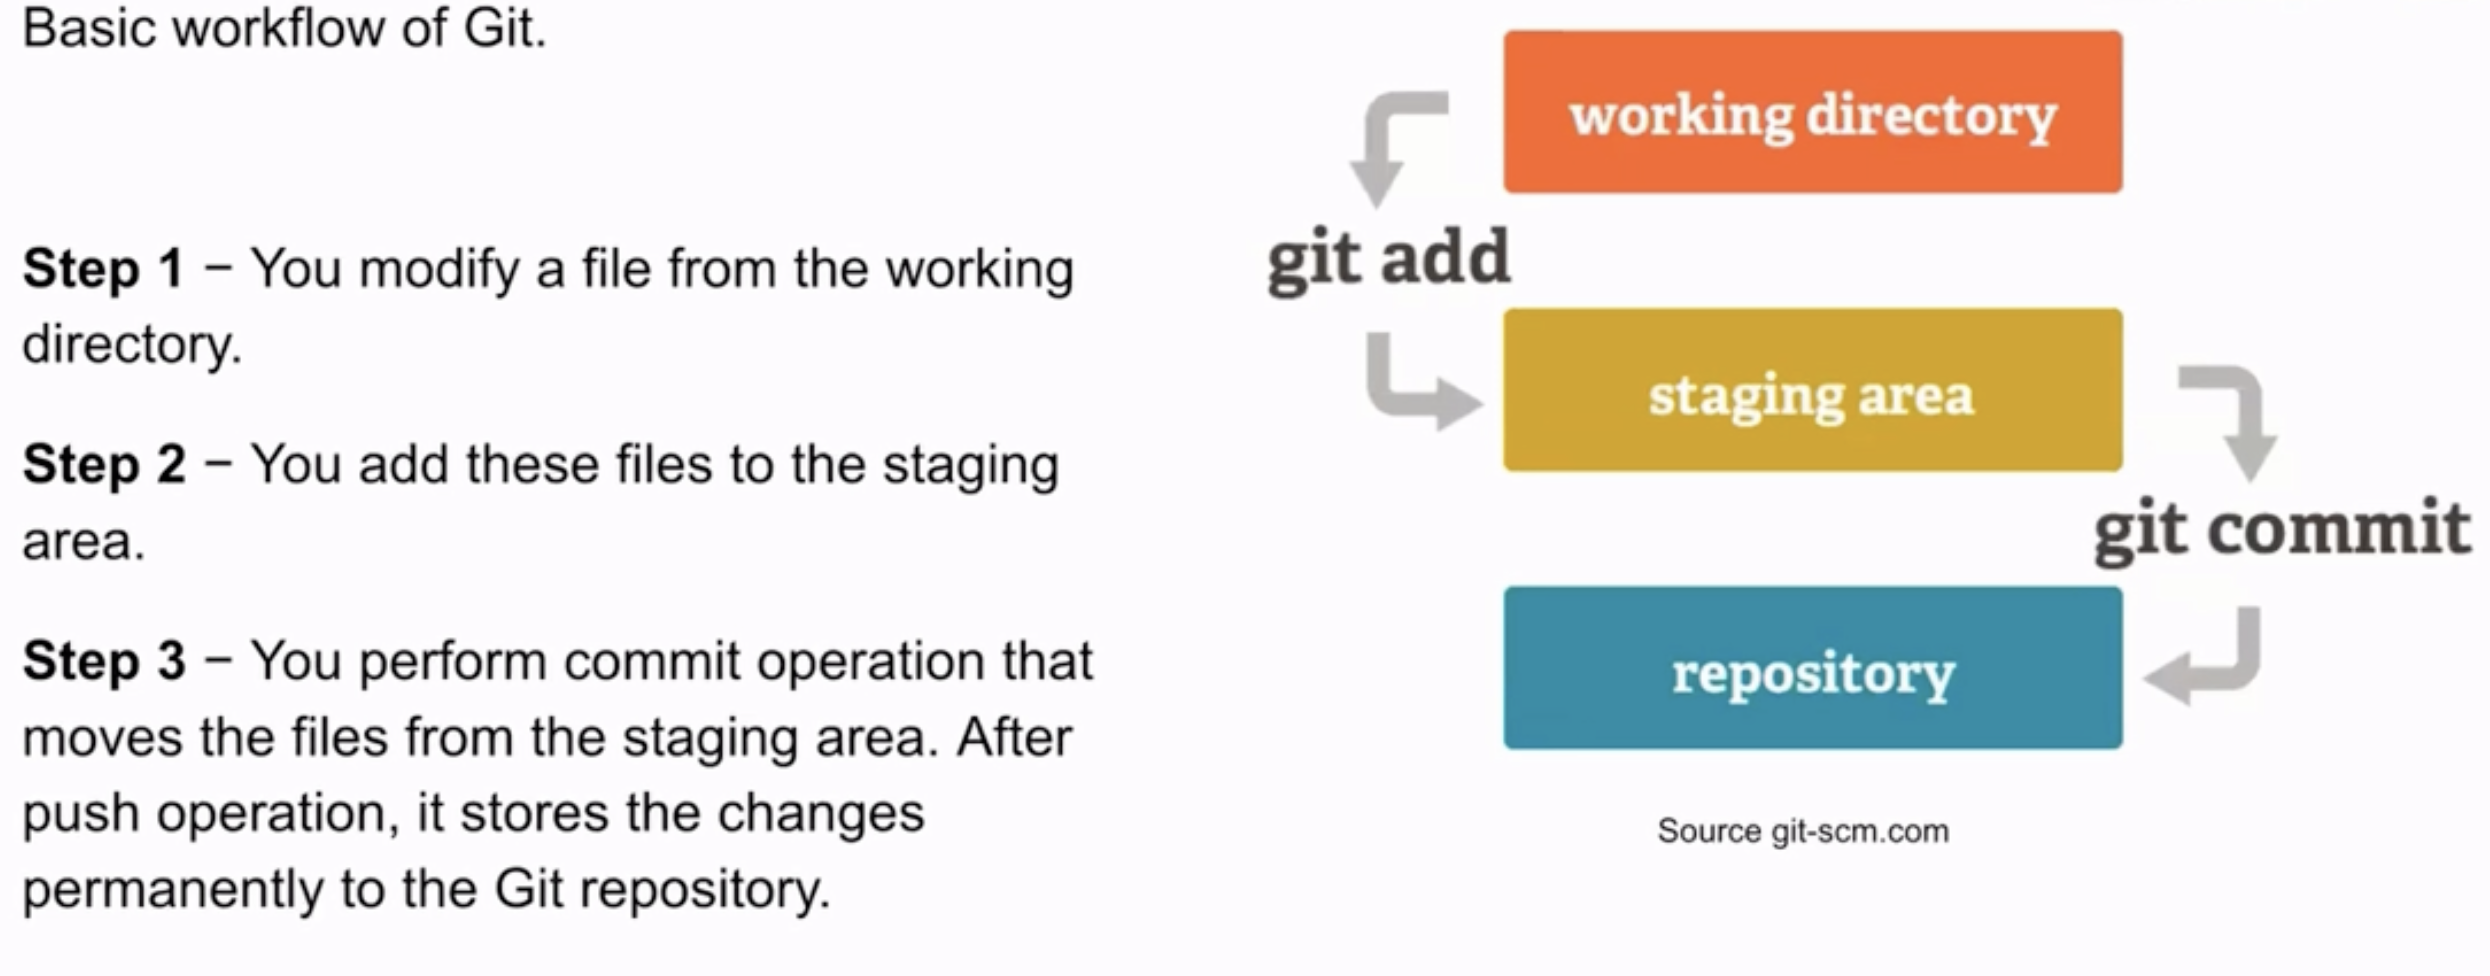 Basic workflow of Git.
Step 1 – You modify a file from the working
directory.
Step 2 – You add these files to the staging
area.
Step 3 – You perform commit operation that
moves the files from the staging area. After
push operation, it stores the changes
permanently to the Git repository.
working directory
git add
staging area
git commit
repository
Source git-scm.com